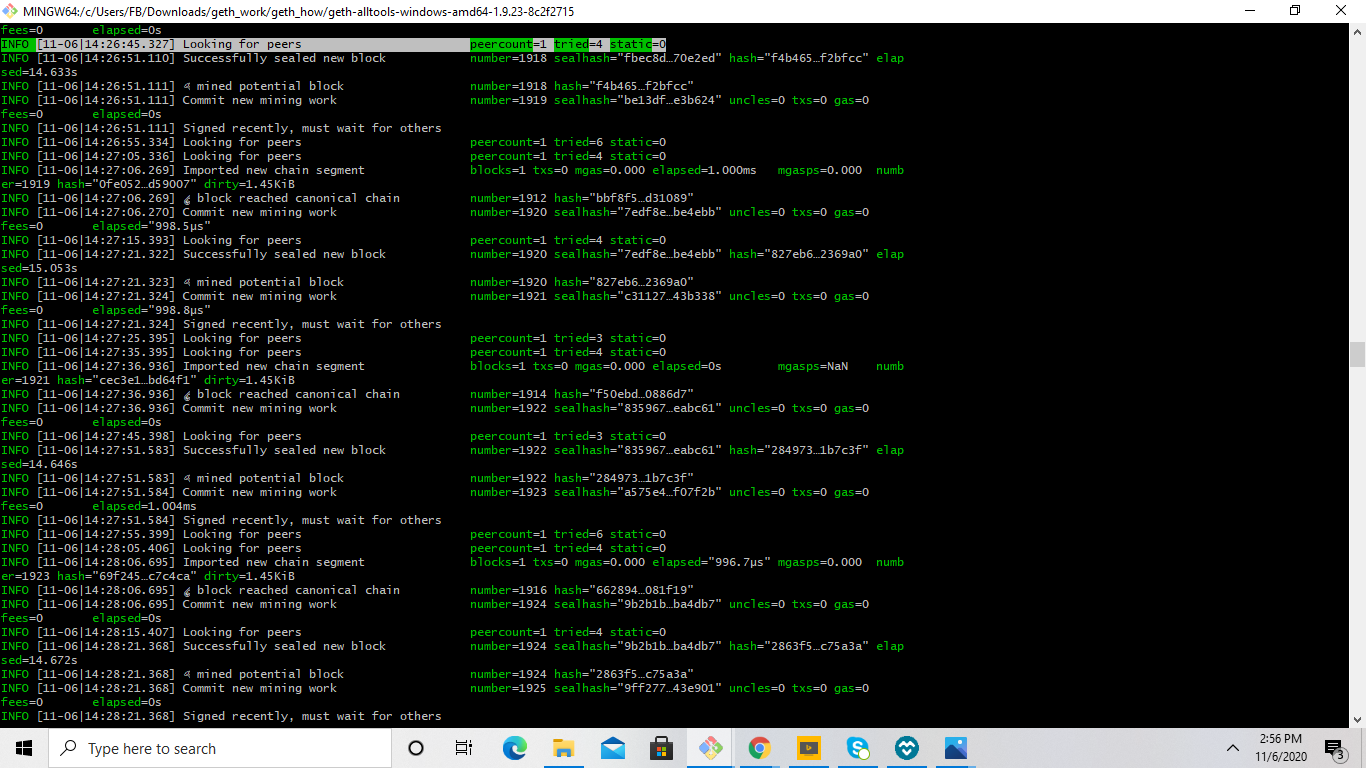 MINGW64:/c/Users/FB/Downloads/geth_work/geth_how/geth-alltools-windows-amd64-1.9.23-8c2f2715
fees=0 elapsed=0s
INFO [11-06|14:26:45.327] Looking for peers peercount=1 tried=4 static=0
INFO [11-06|14:26:51.110] Successfully sealed new block number=1918 sealhash="fbec8d…70e2ed" hash="f4b465…f2bfcc" elap
sed=14.633s
INFO [11-06|14:26:51.111] 🔨 mined potential block number=1918 hash="f4b465…f2bfcc"
INFO [11-06|14:26:51.111] Commit new mining work number=1919 sealhash="be13df…e3b624" uncles=0 txs=0 gas=0
fees=0 elapsed=0s
INFO [11-06|14:26:51.111] Signed recently, must wait for others
INFO [11-06|14:26:55.334] Looking for peers peercount=1 tried=6 static=0
INFO [11-06|14:27:05.336] Looking for peers peercount=1 tried=4 static=0
INFO [11-06|14:27:06.269] Imported new chain segment blocks=1 txs=0 mgas=0.000 elapsed=1.000ms mgasps=0.000 numb
er=1919 hash="0fe052…d59007" dirty=1.45KiB
INFO [11-06|14:27:06.269] 🔗 block reached canonical chain number=1912 hash="bbf8f5…d31089"
INFO [11-06|14:27:06.270] Commit new mining work number=1920 sealhash="7edf8e…be4ebb" uncles=0 txs=0 gas=0
fees=0 elapsed="998.5µs"
INFO [11-06|14:27:15.393] Looking for peers peercount=1 tried=4 static=0
INFO [11-06|14:27:21.322] Successfully sealed new block number=1920 sealhash="7edf8e…be4ebb" hash="827eb6…2369a0" elap
sed=15.053s
INFO [11-06|14:27:21.323] 🔨 mined potential block number=1920 hash="827eb6…2369a0"
INFO [11-06|14:27:21.324] Commit new mining work number=1921 sealhash="c31127…43b338" uncles=0 txs=0 gas=0
fees=0 elapsed="998.8µs"
INFO [11-06|14:27:21.324] Signed recently, must wait for others
INFO [11-06|14:27:25.395] Looking for peers peercount=1 tried=3 static=0
INFO [11-06|14:27:35.395] Looking for peers peercount=1 tried=4 static=0
INFO [11-06|14:27:36.936] Imported new chain segment blocks=1 txs=0 mgas=0.000 elapsed=0s mgasps=NaN numb
er=1921 hash="cec3e1…bd64f1" dirty=1.45KiB
INFO [11-06|14:27:36.936] 🔗 block reached canonical chain number=1914 hash="f50ebd…0886d7"
INFO [11-06|14:27:36.936] Commit new mining work number=1922 sealhash="835967…eabc61" uncles=0 txs=0 gas=0
fees=0 elapsed=0s
INFO [11-06|14:27:45.398] Looking for peers peercount=1 tried=3 static=0
INFO [11-06|14:27:51.583] Successfully sealed new block number=1922 sealhash="835967…eabc61" hash="284973…1b7c3f" elap
sed=14.646s
INFO [11-06|14:27:51.583] 🔨 mined potential block number=1922 hash="284973…1b7c3f"
INFO [11-06|14:27:51.584] Commit new mining work number=1923 sealhash="a575e4…f07f2b" uncles=0 txs=0 gas=0
fees=0 elapsed=1.004ms
INFO [11-06|14:27:51.584] Signed recently, must wait for others
INFO [11-06|14:27:55.399] Looking for peers peercount=1 tried=6 static=0
INFO [11-06|14:28:05.406] Looking for peers peercount=1 tried=4 static=0
INFO [11-06|14:28:06.695] Imported new chain segment blocks=1 txs=0 mgas=0.000 elapsed="996.7µs" mgasps=0.000 numb
er=1923 hash="69f245…c7c4ca" dirty=1.45KiB
INFO [11-06|14:28:06.695] 🔗 block reached canonical chain number=1916 hash="662894…081f19"
INFO [11-06|14:28:06.695] Commit new mining work number=1924 sealhash="9b2b1b…ba4db7" uncles=0 txs=0 gas=0
fees=0 elapsed=0s
INFO [11-06|14:28:15.407] Looking for peers peercount=1 tried=4 static=0
INFO [11-06|14:28:21.368] Successfully sealed new block number=1924 sealhash="9b2b1b…ba4db7" hash="2863f5…c75a3a" elap
sed=14.672s
INFO [11-06|14:28:21.368] 🔨 mined potential block number=1924 hash="2863f5…c75a3a"
INFO [11-06|14:28:21.368] Commit new mining work number=1925 sealhash="9ff277…43e901" uncles=0 txs=0 gas=0
fees=0 elapsed=0s
INFO [11-06|14:28:21.368] Signed recently, must wait for others
Type here to search
2:56 PM
11/6/2020
3